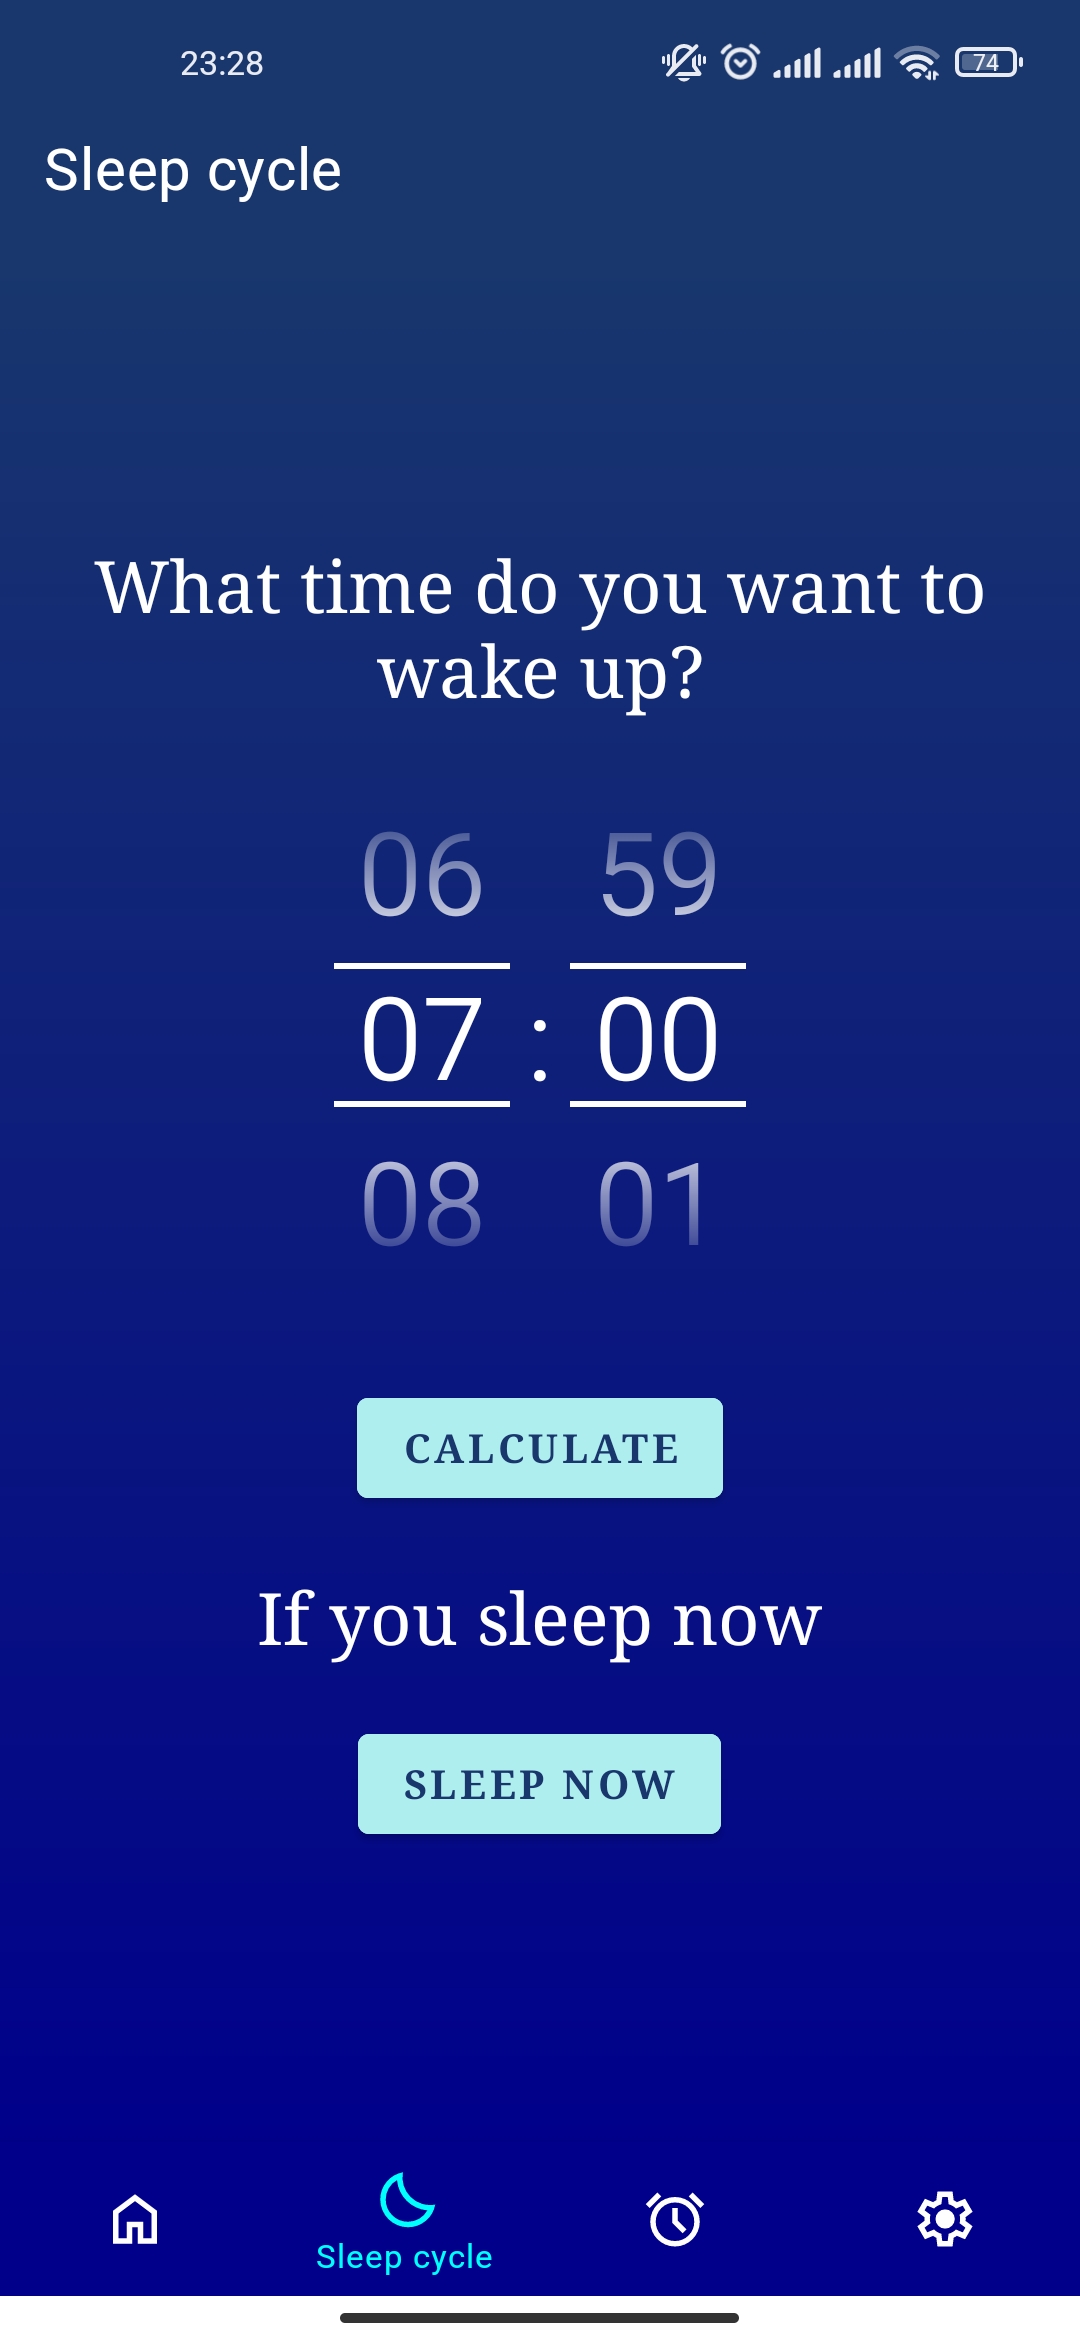 23:28
74
Sleep cycle
What time do you want to
wake up?
06 59
07 : 00
08 01
CALCULATE
If you sleep now
SLEEP NOW
Sleep cycle